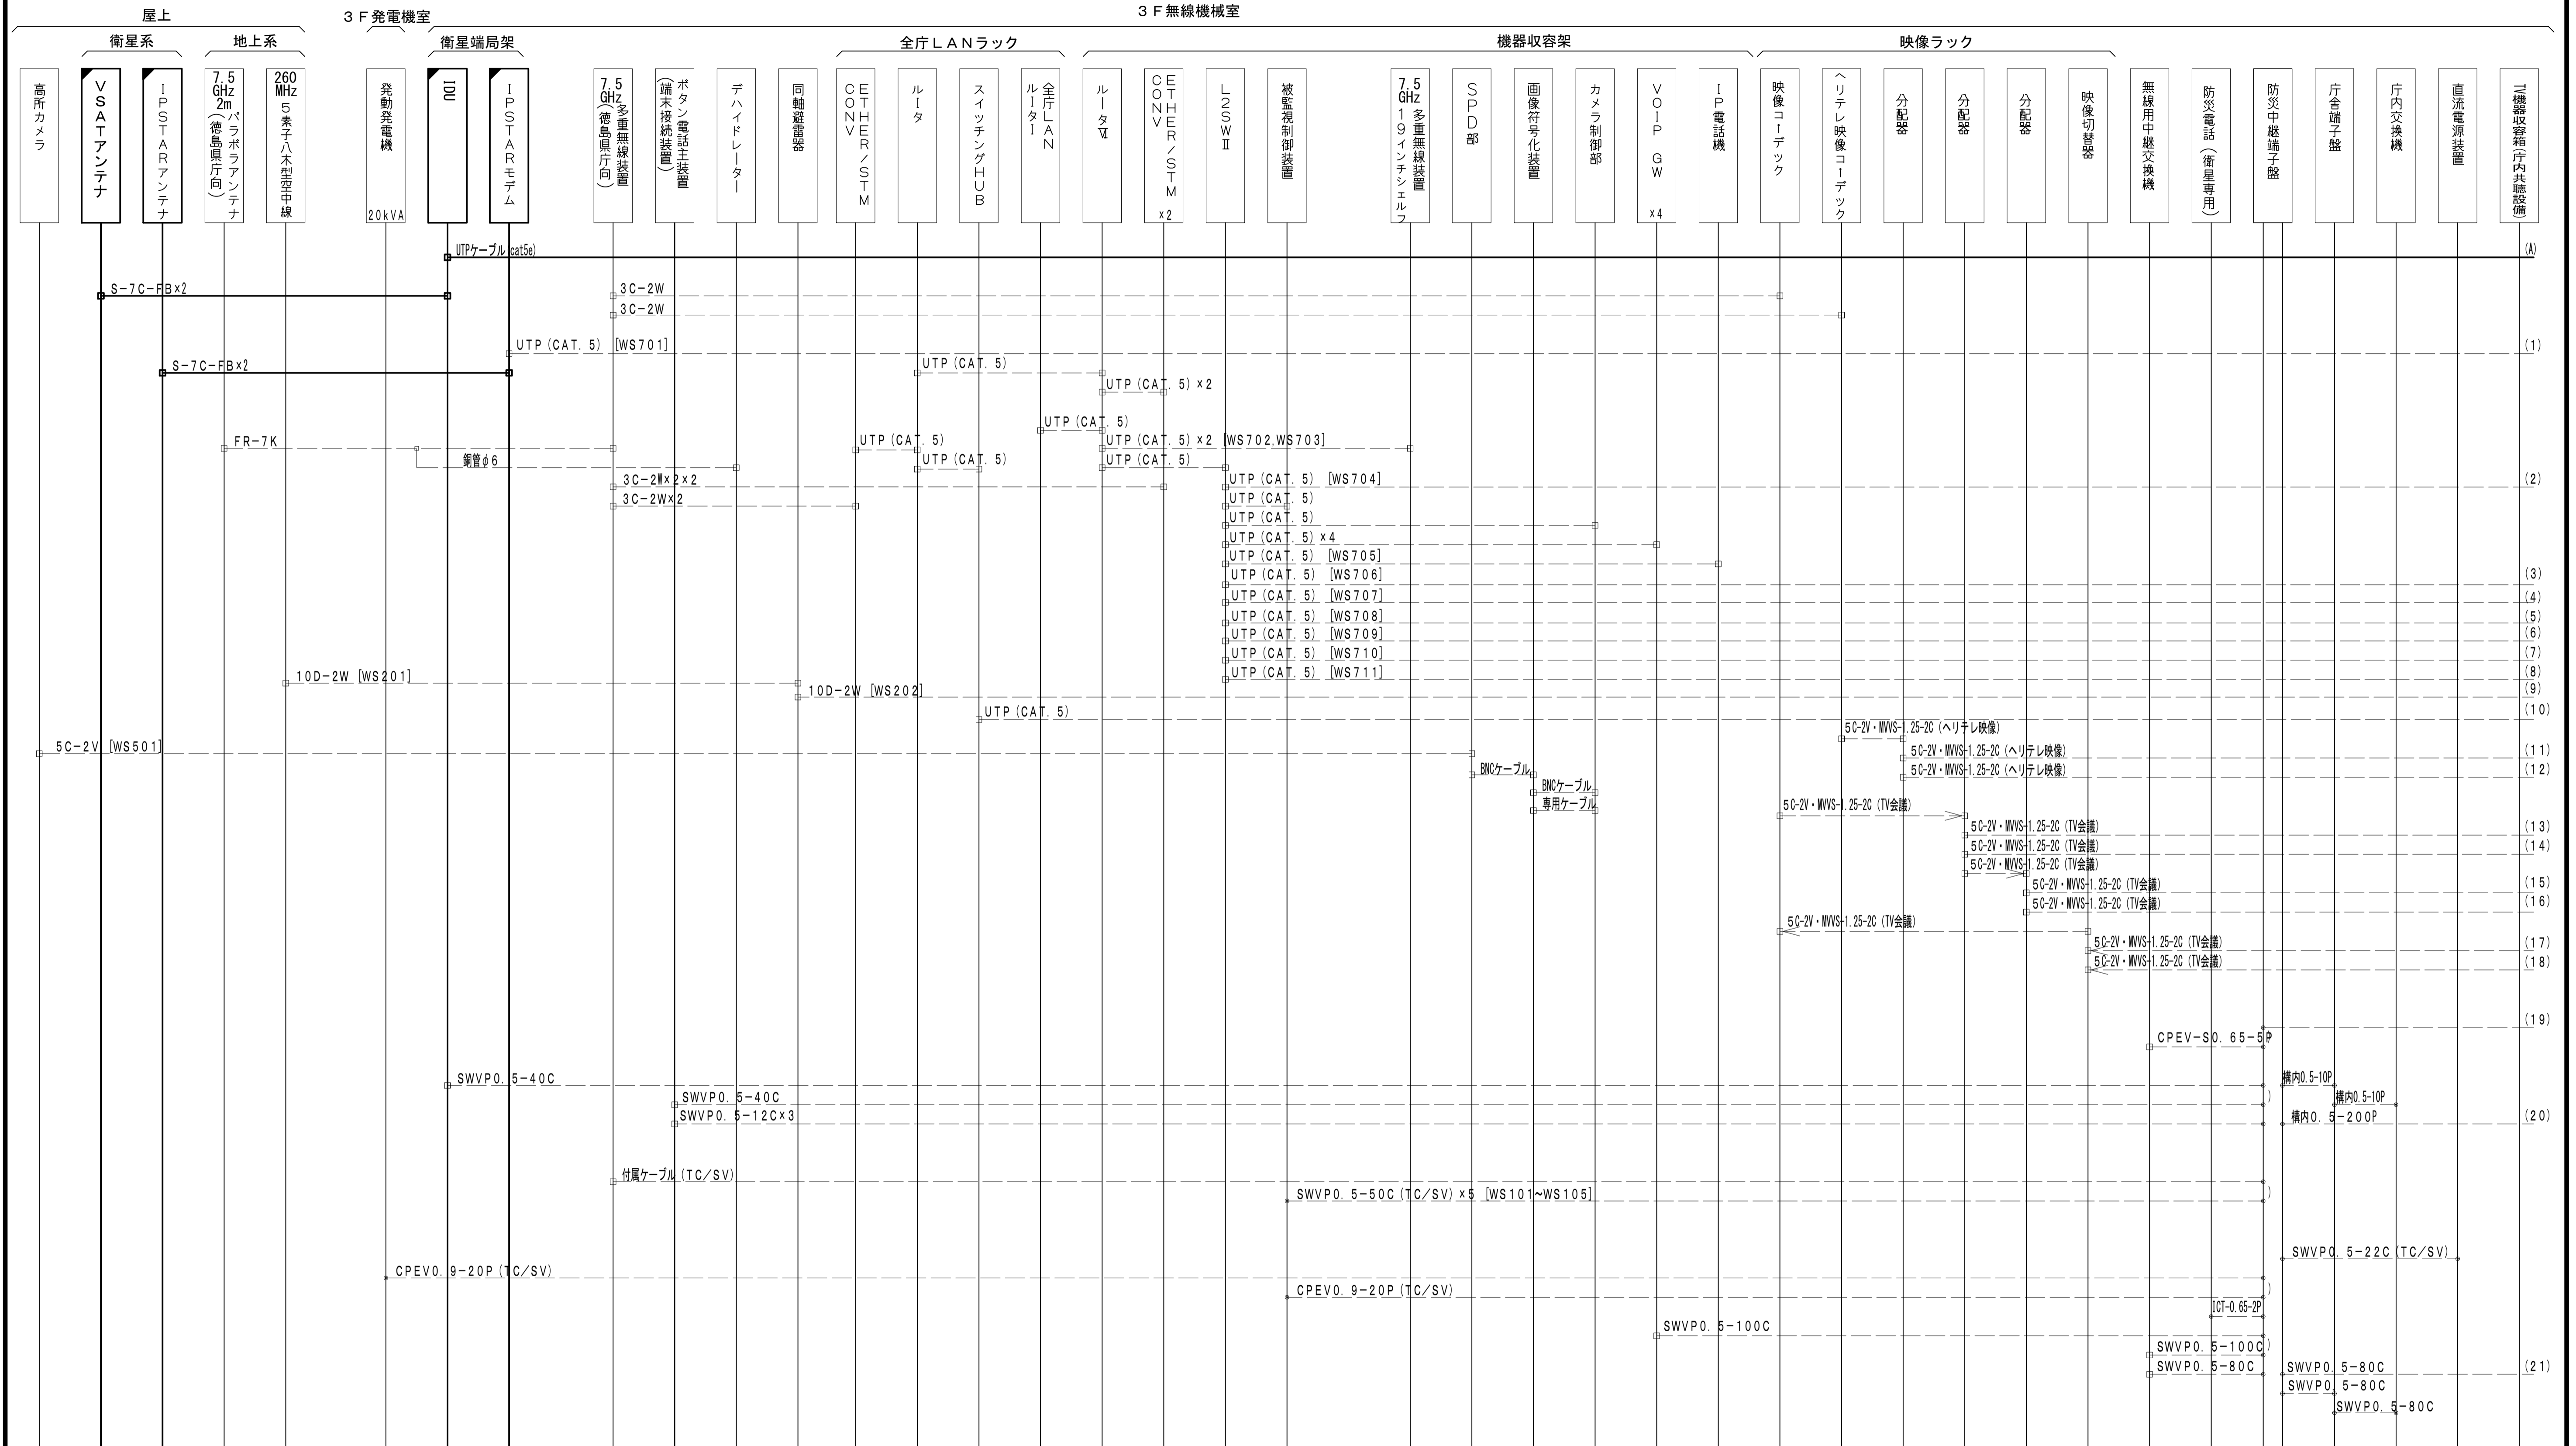 屋上
3F発電機室
3F無線機械室
衛星系
地上系
衛星端局架
全庁LANラック
機器収容架
映像ラック
高所カメラ
VSATアンテナ
IPSTARアンテナ
7.5GHz 2m パラボラアンテナ(徳島県庁向)
260MHz 5素子八木型空中線
発動発電機 20kVA
IDU
IPSTARモデム
7.5GHz 多重無線装置(徳島県庁向)
ボタン電話主装置(端末接続装置)
デハイドレーター
同軸避雷器
ETHER/STM CONV
ルータ
スイッチングHUB
全庁LANルーター
ルータⅥ
ETHER/STM CONV ×2
L2SWⅡ
被監視制御装置
7.5GHz 多重無線装置 19インチシェルフ
SPD部
画像符号化装置
カメラ制御部
VOIP GW ×4
IP電話機
映像コーデック
ヘリテレ映像コーデック
分配器
分配器
分配器
映像切替器
無線用中継交換機
防災電話(衛星専用)
防災中継端子盤
庁舎端子盤
庁内交換機
直流電源装置
TV機器収容箱(庁内共聴設備)
UTPケーブル(cat5e)
(A)
S-7C-FB×2
3C-2W
3C-2W
UTP(CAT.5) [WS701]
(1)
S-7C-FB×2
UTP(CAT.5)
UTP(CAT.5)×2
UTP(CAT.5)
FR-7K
UTP(CAT.5)
UTP(CAT.5)×2 [WS702,WS703]
銅管φ6
UTP(CAT.5)
UTP(CAT.5)
3C-2W×2×2
UTP(CAT.5) [WS704]
(2)
3C-2W×2
UTP(CAT.5)
UTP(CAT.5)
UTP(CAT.5)×4
UTP(CAT.5) [WS705]
UTP(CAT.5) [WS706]
(3)
UTP(CAT.5) [WS707]
(4)
UTP(CAT.5) [WS708]
(5)
UTP(CAT.5) [WS709]
(6)
UTP(CAT.5) [WS710]
(7)
10D-2W [WS201]
UTP(CAT.5) [WS711]
(8)
10D-2W [WS202]
(9)
UTP(CAT.5)
(10)
5C-2V・MVVS-1.25-2C(ヘリテレ映像)
5C-2V [WS501]
5C-2V・MVVS-1.25-2C(ヘリテレ映像)
(11)
BNCケーブル
5C-2V・MVVS-1.25-2C(ヘリテレ映像)
(12)
BNCケーブル
専用ケーブル
5C-2V・MVVS-1.25-2C(TV会議)
5C-2V・MVVS-1.25-2C(TV会議)
(13)
5C-2V・MVVS-1.25-2C(TV会議)
(14)
5C-2V・MVVS-1.25-2C(TV会議)
5C-2V・MVVS-1.25-2C(TV会議)
(15)
5C-2V・MVVS-1.25-2C(TV会議)
(16)
5C-2V・MVVS-1.25-2C(TV会議)
5C-2V・MVVS-1.25-2C(TV会議)
(17)
5C-2V・MVVS-1.25-2C(TV会議)
(18)
(19)
CPEV-S0.65-5P
SWVP0.5-40C
構内0.5-10P
SWVP0.5-40C
構内0.5-10P
SWVP0.5-12C×3
構内0.5-200P
(20)
付属ケーブル(TC/SV)
SWVP0.5-50C(TC/SV)×5 [WS101~WS105]
SWVP0.5-22C(TC/SV)
CPEV0.9-20P(TC/SV)
CPEV0.9-20P(TC/SV)
ICT-0.65-2P
SWVP0.5-100C
SWVP0.5-100C
SWVP0.5-80C
SWVP0.5-80C
(21)
SWVP0.5-80C
SWVP0.5-80C